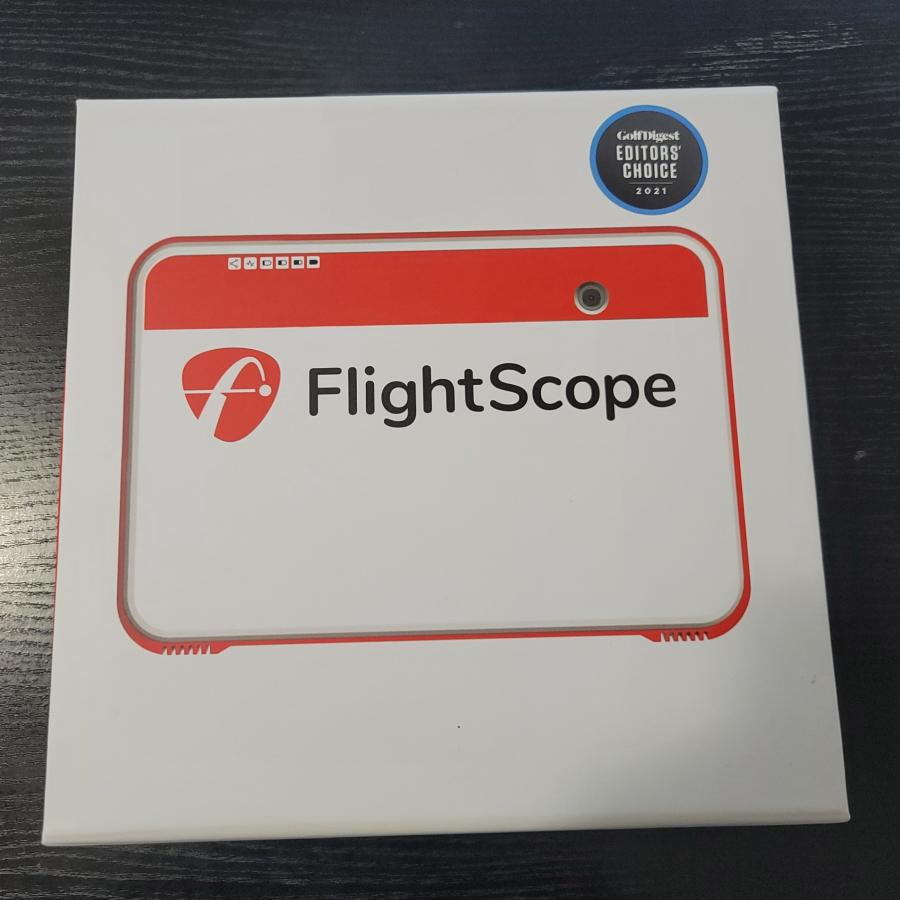 GolfDigest
EDITORS'
CHOICE
2021
FlightScope